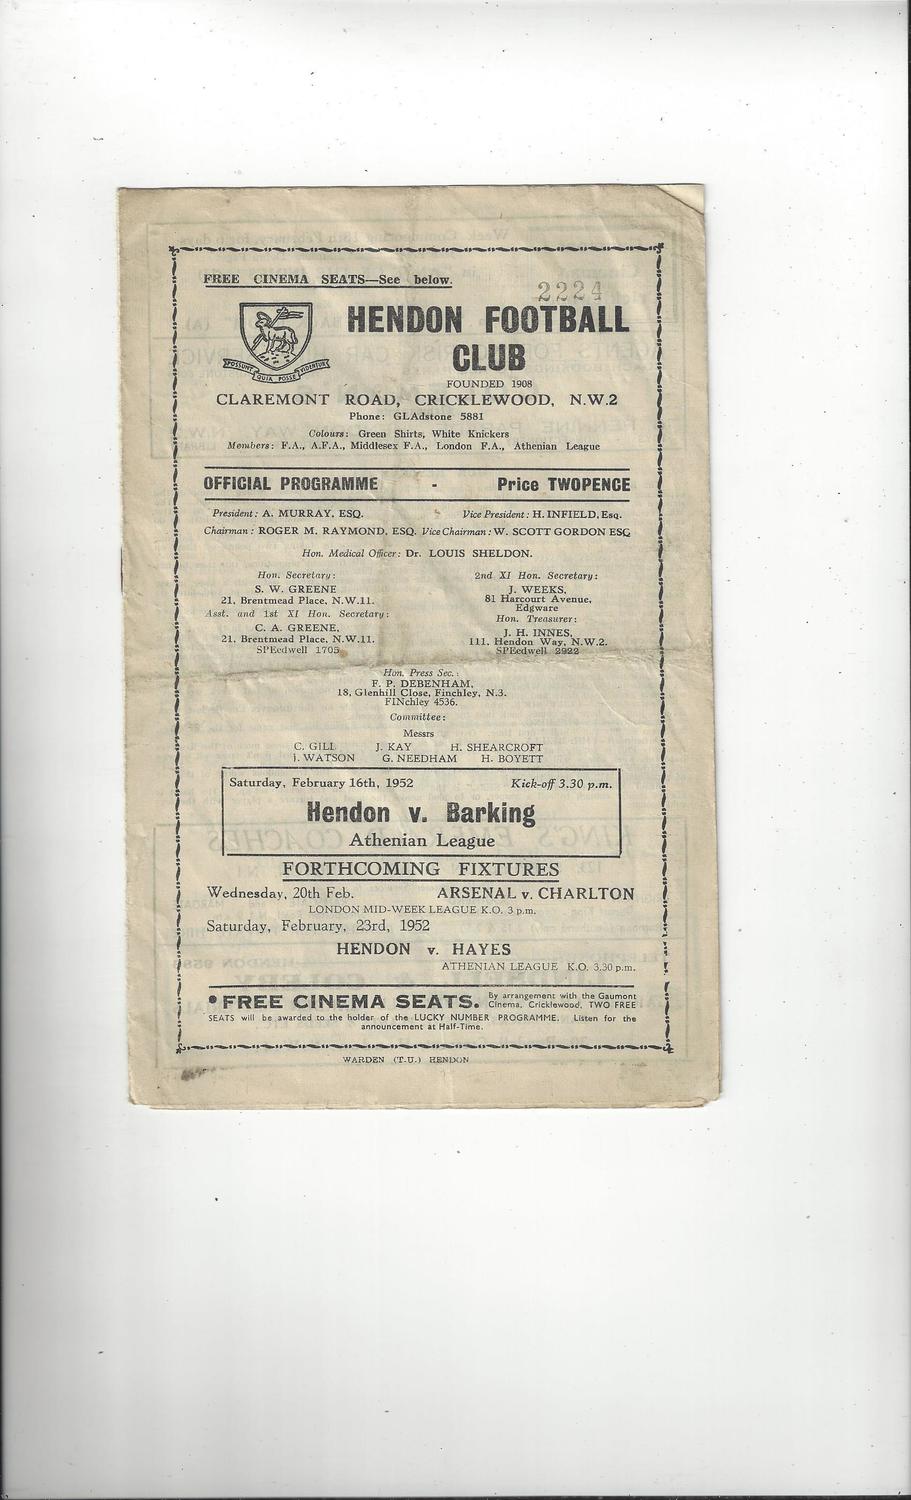 FREE CINEMA SEATS—See below.
2224
HENDON FOOTBALL
CLUB
POSSUNT QUIA POSSE VIDENTUR
FOUNDED 1908
CLAREMONT ROAD, CRICKLEWOOD, N.W.2
Phone: GLAdstone 5881
Colours: Green Shirts, White Knickers
Members: F.A., A.F.A., Middlesex F.A., London F.A., Athenian League
OFFICIAL PROGRAMME - Price TWOPENCE
President: A. MURRAY, ESQ. Vice President: H. INFIELD, Esq.
Chairman: ROGER M. RAYMOND, ESQ. Vice Chairman: W. SCOTT GORDON ESQ
Hon. Medical Officer: Dr. LOUIS SHELDON.
Hon. Secretary:
S. W. GREENE
21, Brentmead Place, N.W.11.
Asst. and 1st XI Hon. Secretary:
C. A. GREENE,
21, Brentmead Place, N.W.11.
SPEedwell 1705
2nd XI Hon. Secretary:
J. WEEKS,
81 Harcourt Avenue,
Edgware
Hon. Treasurer:
J. H. INNES,
111, Hendon Way, N.W.2.
SPEedwell 2922
Hon. Press Sec.:
F. P. DEBENHAM,
18, Glenhill Close, Finchley, N.3.
FINchley 4536.
Committee:
Messrs
C. GILL J. KAY H. SHEARCROFT
J. WATSON G. NEEDHAM H. BOYETT
Saturday, February 16th, 1952 Kick-off 3.30 p.m.
Hendon v. Barking
Athenian League
FORTHCOMING FIXTURES
Wednesday, 20th Feb. ARSENAL v. CHARLTON
LONDON MID-WEEK LEAGUE K.O. 3 p.m.
Saturday, February, 23rd, 1952
HENDON v. HAYES
ATHENIAN LEAGUE K.O. 3.30 p.m.
• FREE CINEMA SEATS. By arrangement with the Gaumont
Cinema, Cricklewood, TWO FREE
SEATS will be awarded to the holder of the LUCKY NUMBER PROGRAMME. Listen for the
announcement at Half-Time.
WARDEN (T.U.) HENDON